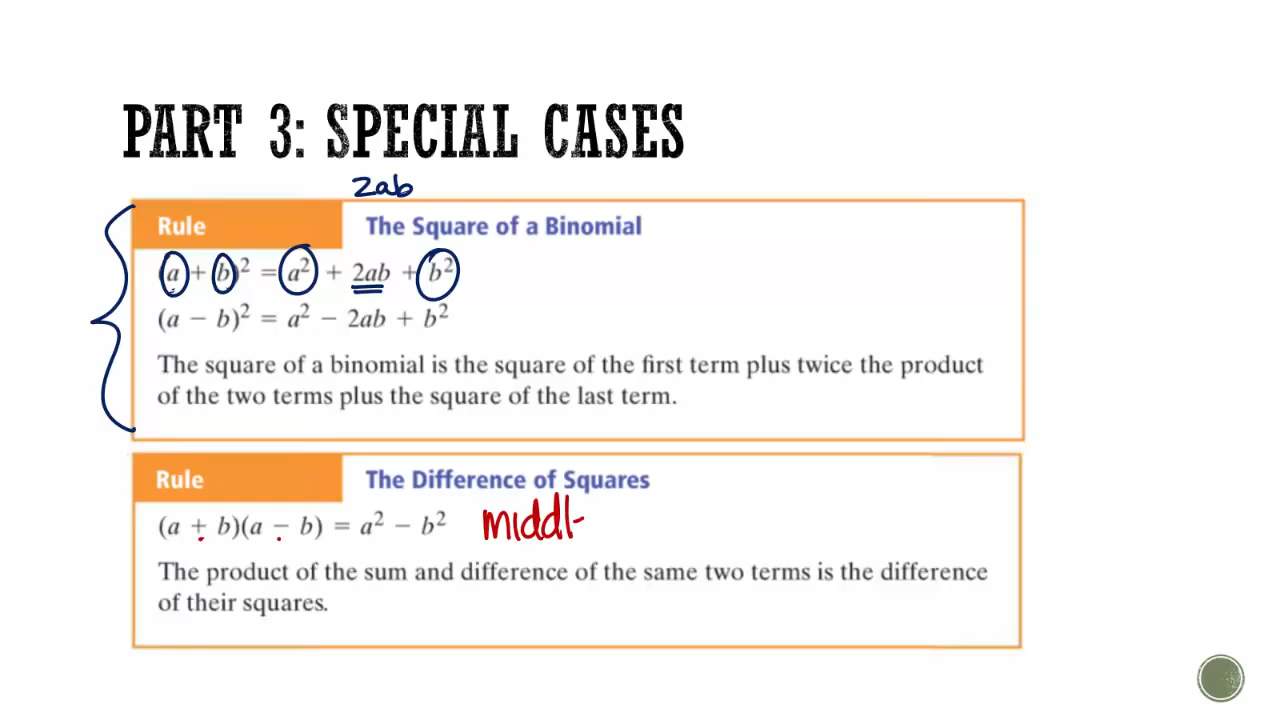 PART 3: SPECIAL CASES
2ab
Rule The Square of a Binomial
(a + b)² = a² + 2ab + b²
(a − b)² = a² − 2ab + b²
The square of a binomial is the square of the first term plus twice the product
of the two terms plus the square of the last term.
Rule The Difference of Squares
(a + b)(a − b) = a² − b² middl
The product of the sum and difference of the same two terms is the difference
of their squares.